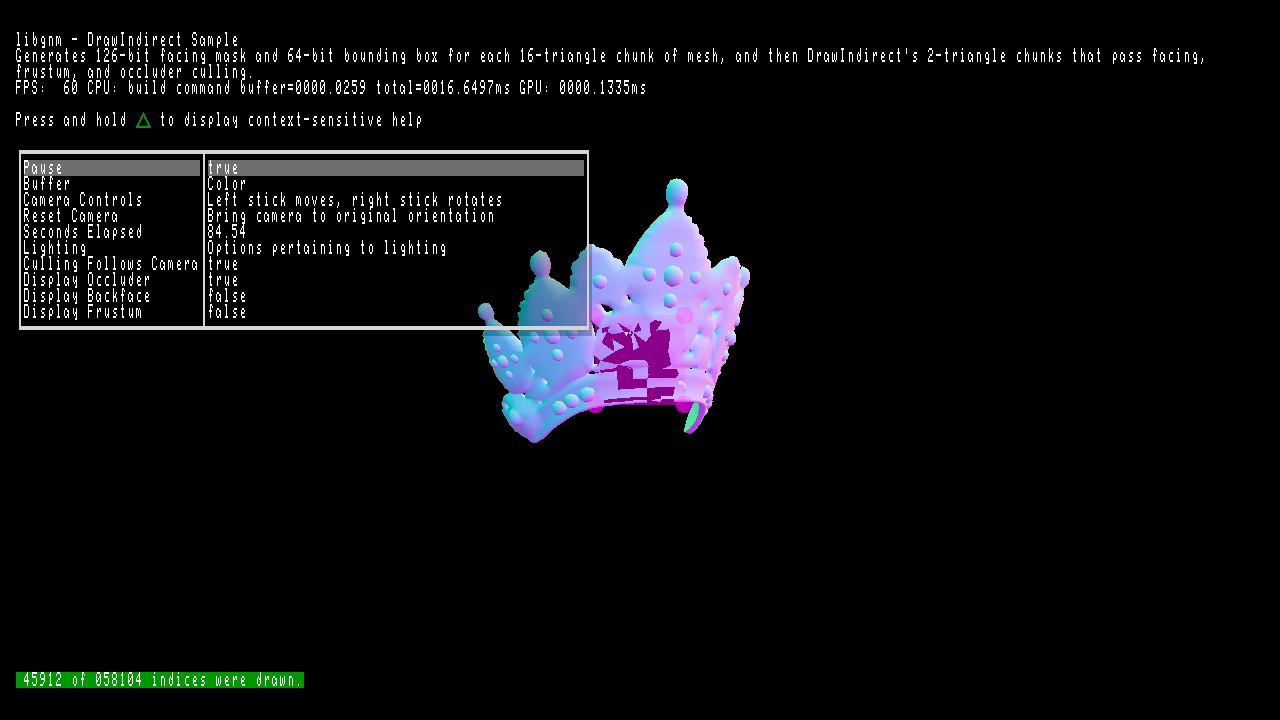 libgnm - DrawIndirect Sample
Generates 126-bit facing mask and 64-bit bounding box for each 16-triangle chunk of mesh, and then DrawIndirect's 2-triangle chunks that pass facing,
frustum, and occluder culling.
FPS:  60 CPU: build command buffer=0000.0259 total=0016.6497ms GPU: 0000.1335ms
Press and hold △ to display context-sensitive help
Pause true
Buffer Color
Camera Controls Left stick moves, right stick rotates
Reset Camera Bring camera to original orientation
Seconds Elapsed 84.54
Lighting Options pertaining to lighting
Culling Follows Camera true
Display Occluder true
Display Backface false
Display Frustum false
45912 of 058104 indices were drawn.